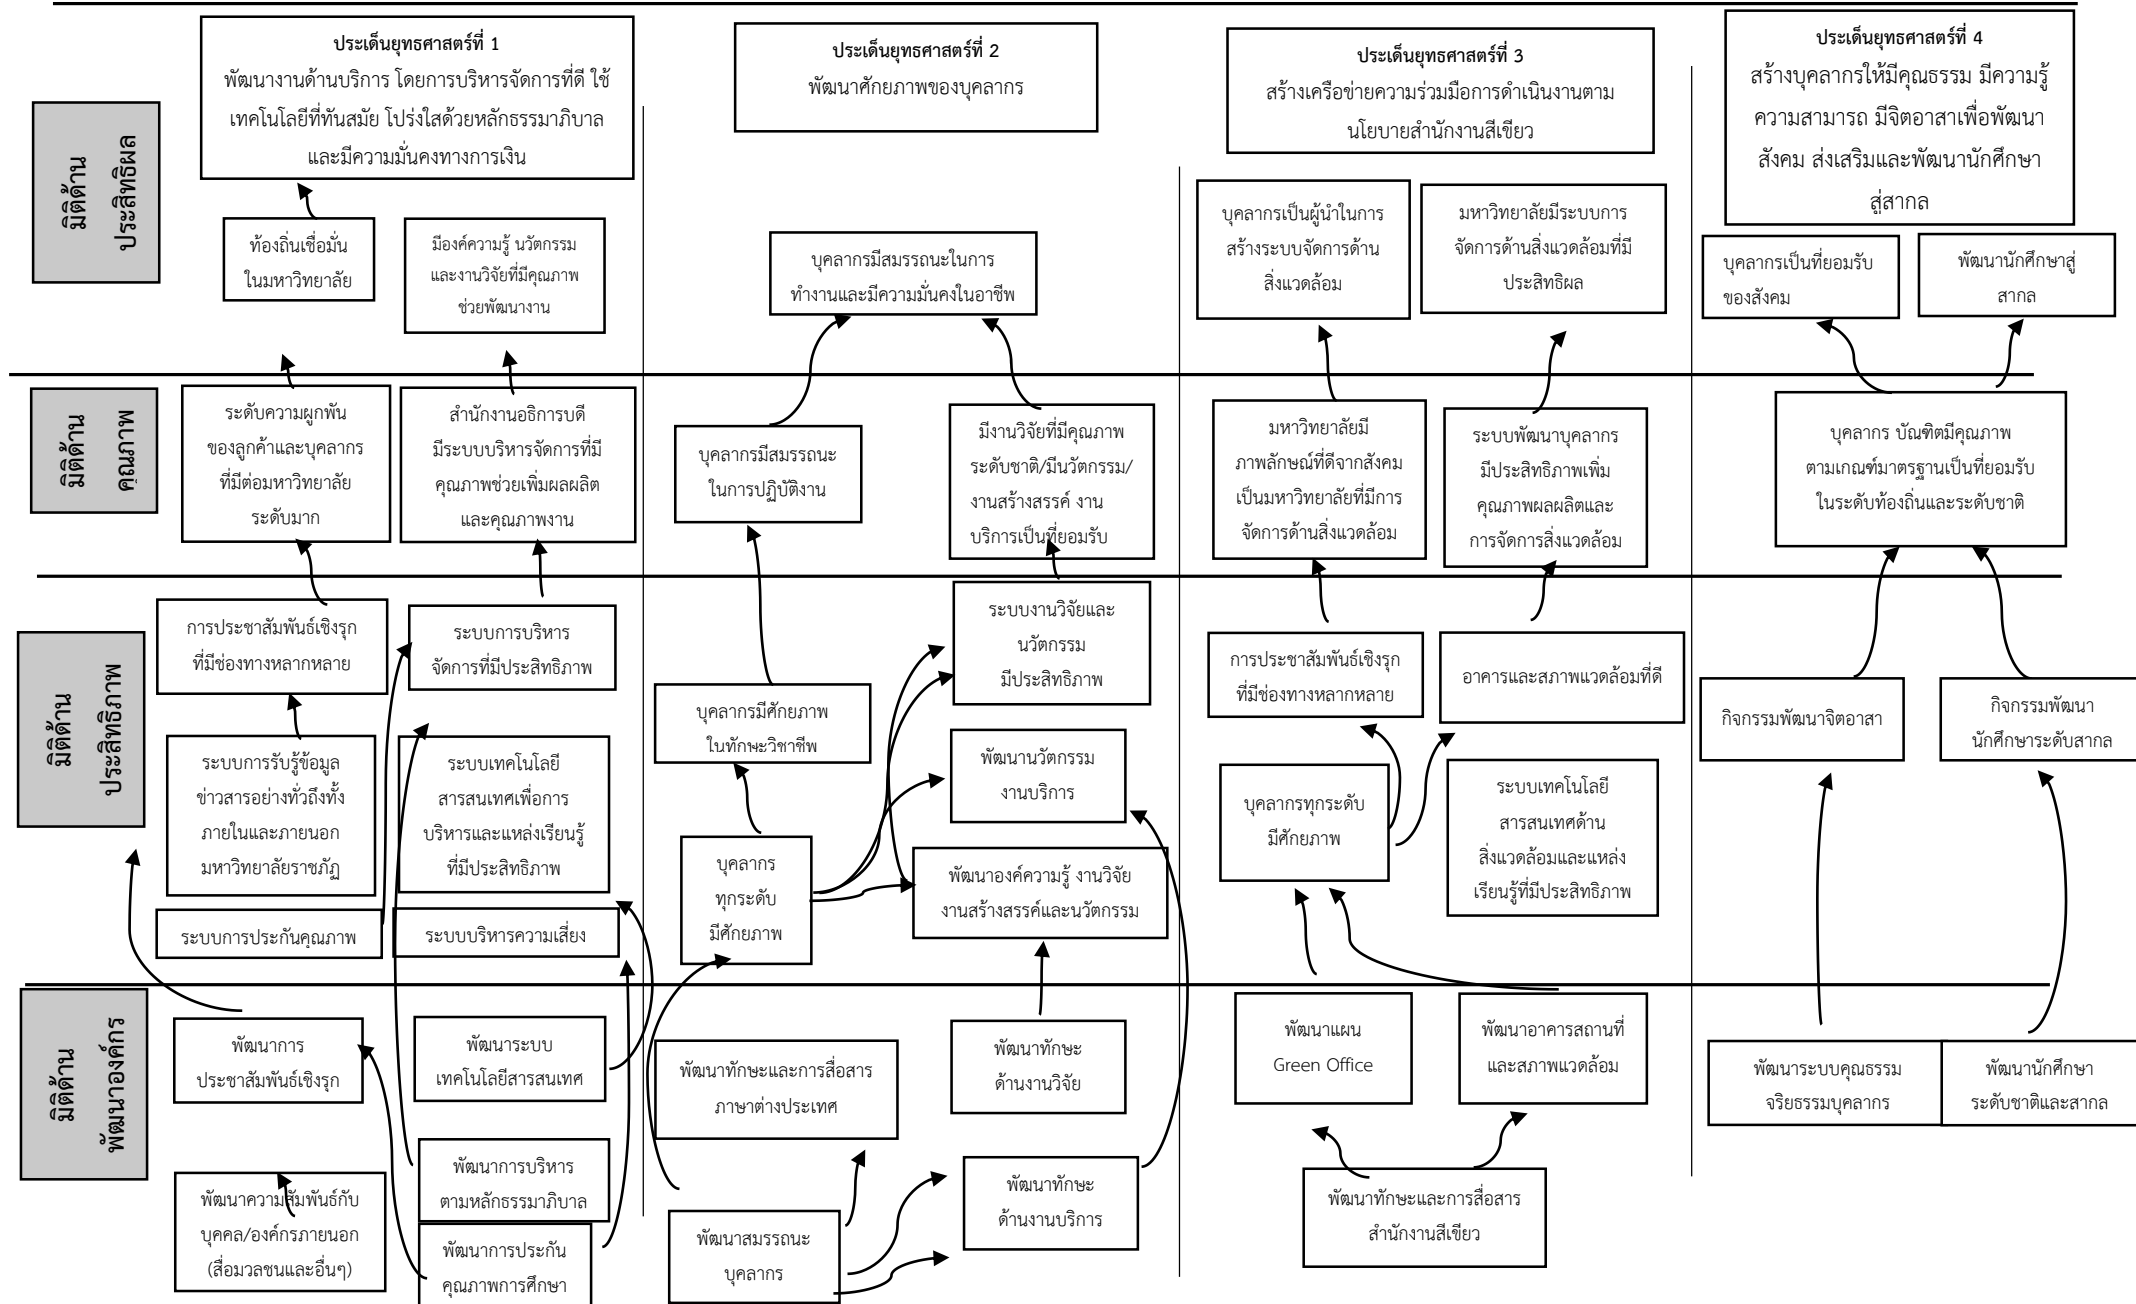 ประเด็นยุทธศาสตร์ที่ 1
พัฒนางานด้านบริการ โดยการบริหารจัดการที่ดี ใช้
เทคโนโลยีที่ทันสมัย โปร่งใสด้วยหลักธรรมาภิบาล
และมีความมั่นคงทางการเงิน
ประเด็นยุทธศาสตร์ที่ 2
พัฒนาศักยภาพของบุคลากร
ประเด็นยุทธศาสตร์ที่ 3
สร้างเครือข่ายความร่วมมือการดำเนินงานตาม
นโยบายสำนักงานสีเขียว
ประเด็นยุทธศาสตร์ที่ 4
สร้างบุคลากรให้มีคุณธรรม มีความรู้
ความสามารถ มีจิตอาสาเพื่อพัฒนา
สังคม ส่งเสริมและพัฒนานักศึกษา
สู่สากล
มิติด้าน
ประสิทธิผล
ท้องถิ่นเชื่อมั่น
ในมหาวิทยาลัย
มีองค์ความรู้ นวัตกรรม
และงานวิจัยที่มีคุณภาพ
ช่วยพัฒนางาน
บุคลากรมีสมรรถนะในการ
ทำงานและมีความมั่นคงในอาชีพ
บุคลากรเป็นผู้นำในการ
สร้างระบบจัดการด้าน
สิ่งแวดล้อม
มหาวิทยาลัยมีระบบการ
จัดการด้านสิ่งแวดล้อมที่มี
ประสิทธิผล
บุคลากรเป็นที่ยอมรับ
ของสังคม
พัฒนานักศึกษาสู่
สากล
มิติด้าน
คุณภาพ
ระดับความผูกพัน
ของลูกค้าและบุคลากร
ที่มีต่อมหาวิทยาลัย
ระดับมาก
สำนักงานอธิการบดี
มีระบบบริหารจัดการที่มี
คุณภาพช่วยเพิ่มผลผลิต
และคุณภาพงาน
บุคลากรมีสมรรถนะ
ในการปฏิบัติงาน
มีงานวิจัยที่มีคุณภาพ
ระดับชาติ/มีนวัตกรรม/
งานสร้างสรรค์ งาน
บริการเป็นที่ยอมรับ
มหาวิทยาลัยมี
ภาพลักษณ์ที่ดีจากสังคม
เป็นมหาวิทยาลัยที่มีการ
จัดการด้านสิ่งแวดล้อม
ระบบพัฒนาบุคลากร
มีประสิทธิภาพเพิ่ม
คุณภาพผลผลิตและ
การจัดการสิ่งแวดล้อม
บุคลากร บัณฑิตมีคุณภาพ
ตามเกณฑ์มาตรฐานเป็นที่ยอมรับ
ในระดับท้องถิ่นและระดับชาติ
มิติด้าน
ประสิทธิภาพ
การประชาสัมพันธ์เชิงรุก
ที่มีช่องทางหลากหลาย
ระบบการบริหาร
จัดการที่มีประสิทธิภาพ
ระบบงานวิจัยและ
นวัตกรรม
มีประสิทธิภาพ
การประชาสัมพันธ์เชิงรุก
ที่มีช่องทางหลากหลาย
อาคารและสภาพแวดล้อมที่ดี
กิจกรรมพัฒนาจิตอาสา
กิจกรรมพัฒนา
นักศึกษาระดับสากล
บุคลากรมีศักยภาพ
ในทักษะวิชาชีพ
ระบบการรับรู้ข้อมูล
ข่าวสารอย่างทั่วถึงทั้ง
ภายในและภายนอก
มหาวิทยาลัยราชภัฏ
ระบบเทคโนโลยี
สารสนเทศเพื่อการ
บริหารและแหล่งเรียนรู้
ที่มีประสิทธิภาพ
พัฒนานวัตกรรม
งานบริการ
บุคลากรทุกระดับ
มีศักยภาพ
ระบบเทคโนโลยี
สารสนเทศด้าน
สิ่งแวดล้อมและแหล่ง
เรียนรู้ที่มีประสิทธิภาพ
บุคลากร
ทุกระดับ
มีศักยภาพ
พัฒนาองค์ความรู้ งานวิจัย
งานสร้างสรรค์และนวัตกรรม
ระบบการประกันคุณภาพ
ระบบบริหารความเสี่ยง
มิติด้าน
พัฒนาองค์กร
พัฒนาการ
ประชาสัมพันธ์เชิงรุก
พัฒนาระบบ
เทคโนโลยีสารสนเทศ
พัฒนาทักษะและการสื่อสาร
ภาษาต่างประเทศ
พัฒนาทักษะ
ด้านงานวิจัย
พัฒนาแผน
Green Office
พัฒนาอาคารสถานที่
และสภาพแวดล้อม
พัฒนาระบบคุณธรรม
จริยธรรมบุคลากร
พัฒนานักศึกษา
ระดับชาติและสากล
พัฒนาการบริหาร
ตามหลักธรรมาภิบาล
พัฒนาความสัมพันธ์กับ
บุคคล/องค์กรภายนอก
(สื่อมวลชนและอื่นๆ)
พัฒนาการประกัน
คุณภาพการศึกษา
พัฒนาสมรรถนะ
บุคลากร
พัฒนาทักษะ
ด้านงานบริการ
พัฒนาทักษะและการสื่อสาร
สำนักงานสีเขียว